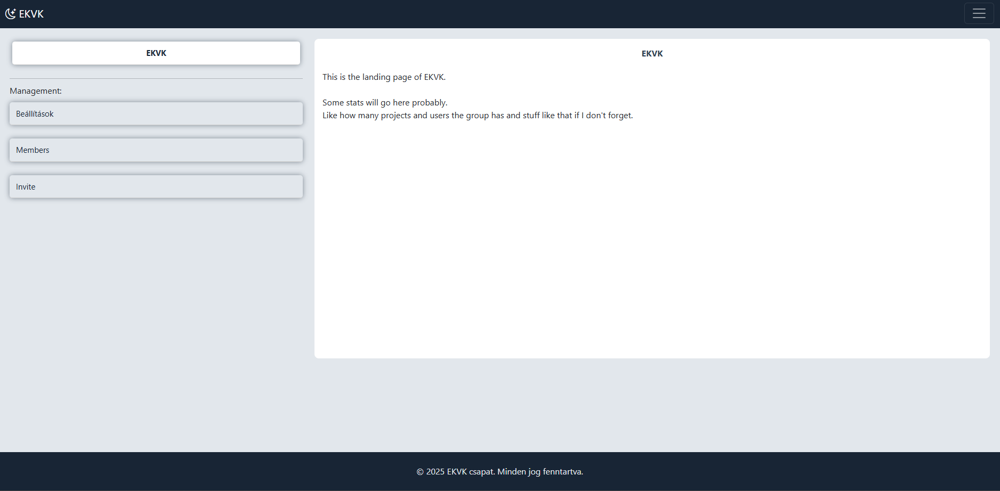 EKVK
EKVK
Management:
Beállítások
Members
Invite
EKVK
This is the landing page of EKVK.
Some stats will go here probably.
Like how many projects and users the group has and stuff like that if I don't forget.
© 2025 EKVK csapat. Minden jog fenntartva.